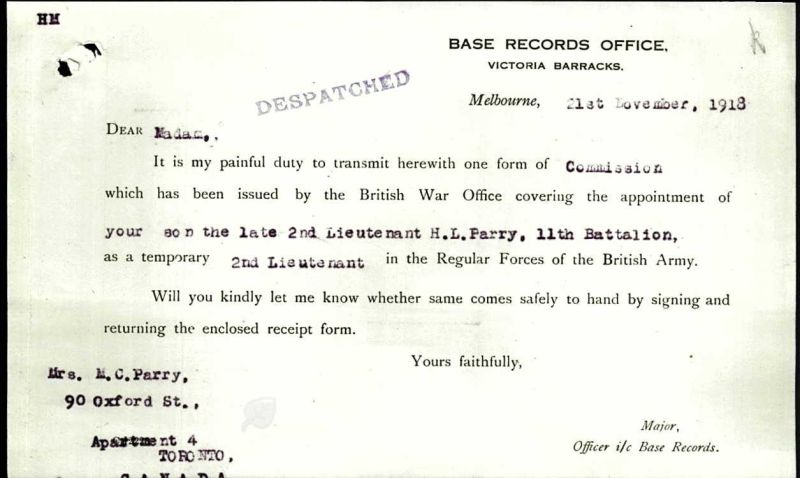 HM
BASE RECORDS OFFICE,
VICTORIA BARRACKS.
DESPATCHED
Melbourne, 21st November, 1918
DEAR Madam,,
It is my painful duty to transmit herewith one form of Commission
which has been issued by the British War Office covering the appointment of
your son the late 2nd Lieutenant H.L.Parry, 11th Battalion,
as a temporary 2nd Lieutenant in the Regular Forces of the British Army.
Will you kindly let me know whether same comes safely to hand by signing and
returning the enclosed receipt form.
Yours faithfully,
Mrs. M.C.Parry,
90 Oxford St.,
Apartment 4
TORONTO,
CANADA
Major,
Officer i/c Base Records.